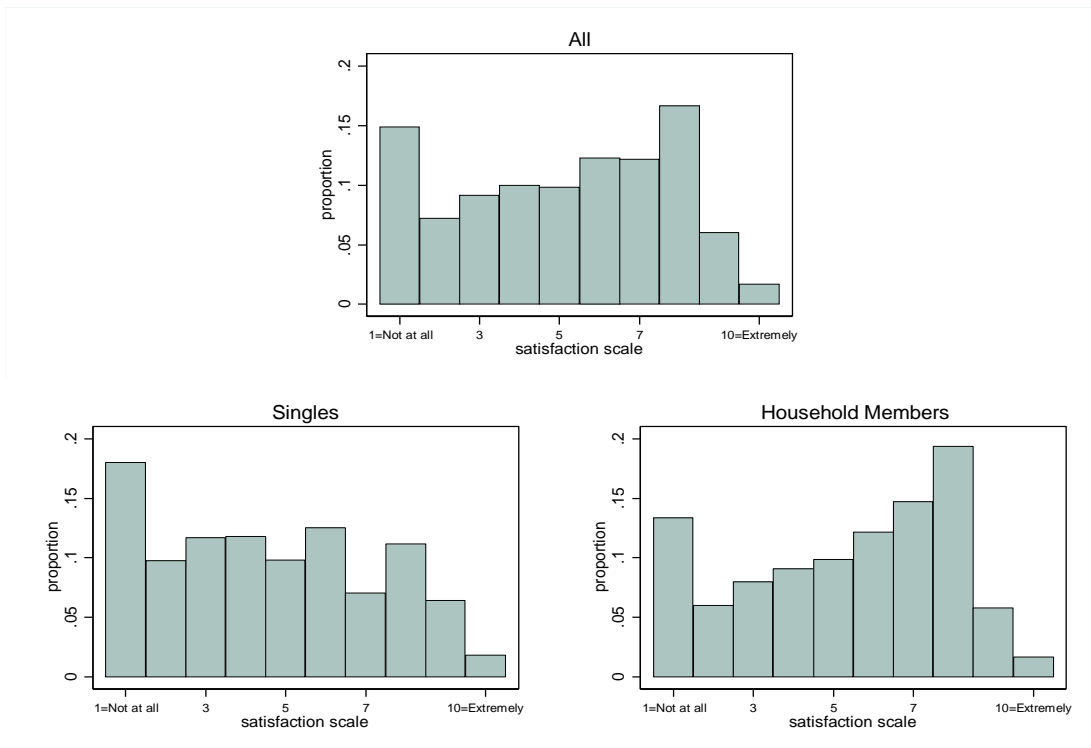 All
proportion
.2
.15
.1
.05
0
1=Not at all 3 5 7 10=Extremely
satisfaction scale
Singles
proportion
.2
.15
.1
.05
0
1=Not at all 3 5 7 10=Extremely
satisfaction scale
Household Members
proportion
.2
.15
.1
.05
0
1=Not at all 3 5 7 10=Extremely
satisfaction scale